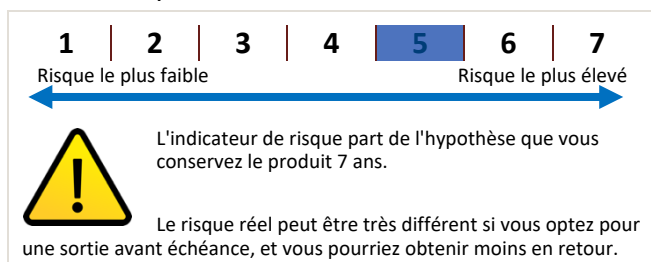 1 2 3 4 5 6 7
Risque le plus faible Risque le plus élevé
L'indicateur de risque part de l'hypothèse que vous
conservez le produit 7 ans.
Le risque réel peut être très différent si vous optez pour
une sortie avant échéance, et vous pourriez obtenir moins en retour.